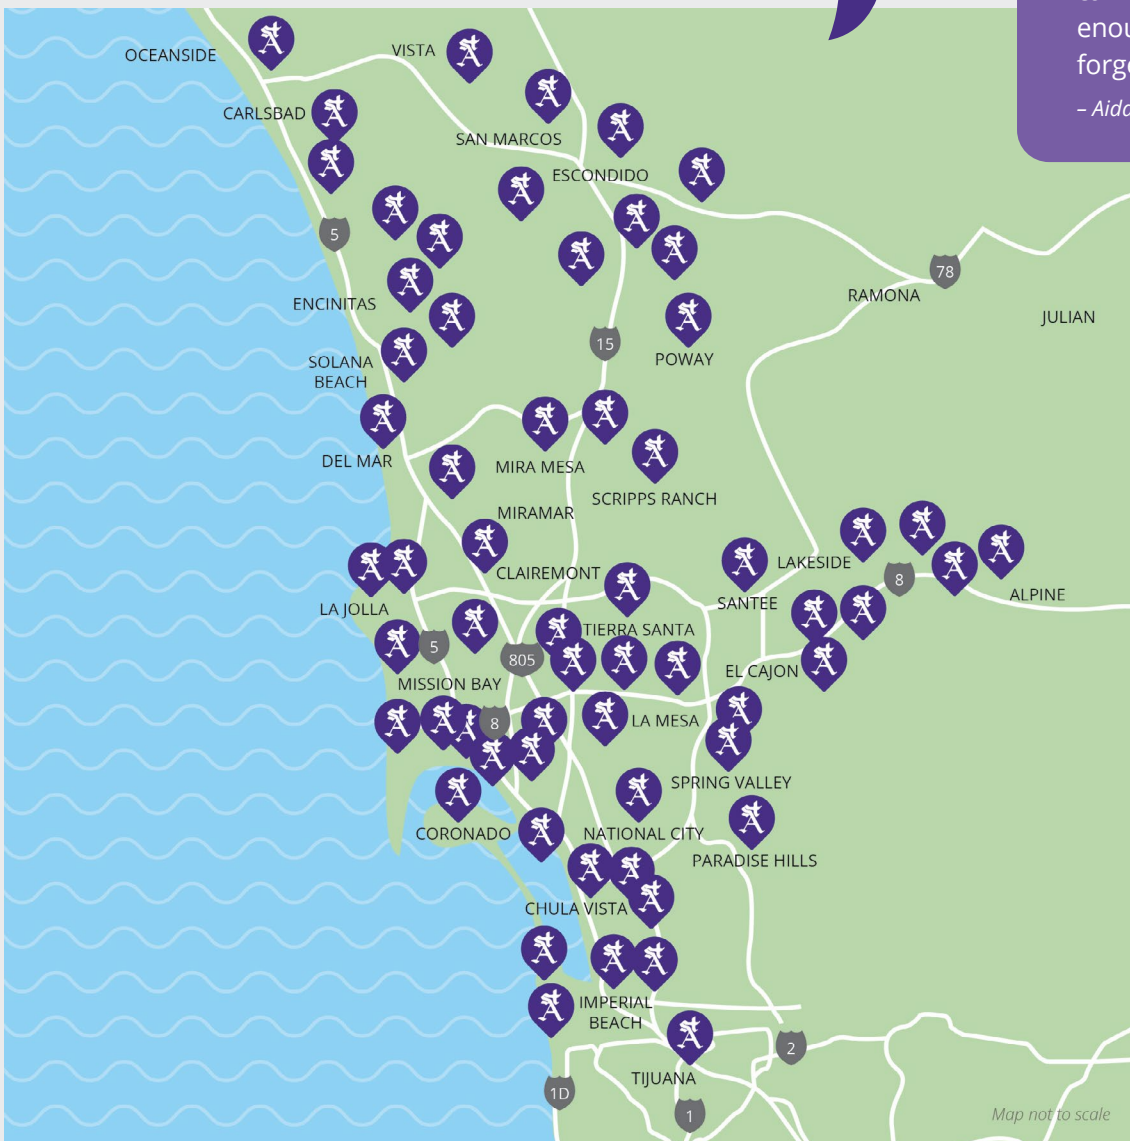 enou
forge
– Aida
OCEANSIDE
VISTA
CARLSBAD
SAN MARCOS
ESCONDIDO
5
78
RAMONA
ENCINITAS
JULIAN
15
POWAY
SOLANA
BEACH
DEL MAR
MIRA MESA
SCRIPPS RANCH
MIRAMAR
LAKESIDE
CLAIREMONT
8
ALPINE
SANTEE
LA JOLLA
TIERRA SANTA
5
805
EL CAJON
MISSION BAY
LA MESA
8
SPRING VALLEY
CORONADO
NATIONAL CITY
PARADISE HILLS
CHULA VISTA
IMPERIAL
BEACH
2
TIJUANA
1D
1
Map not to scale